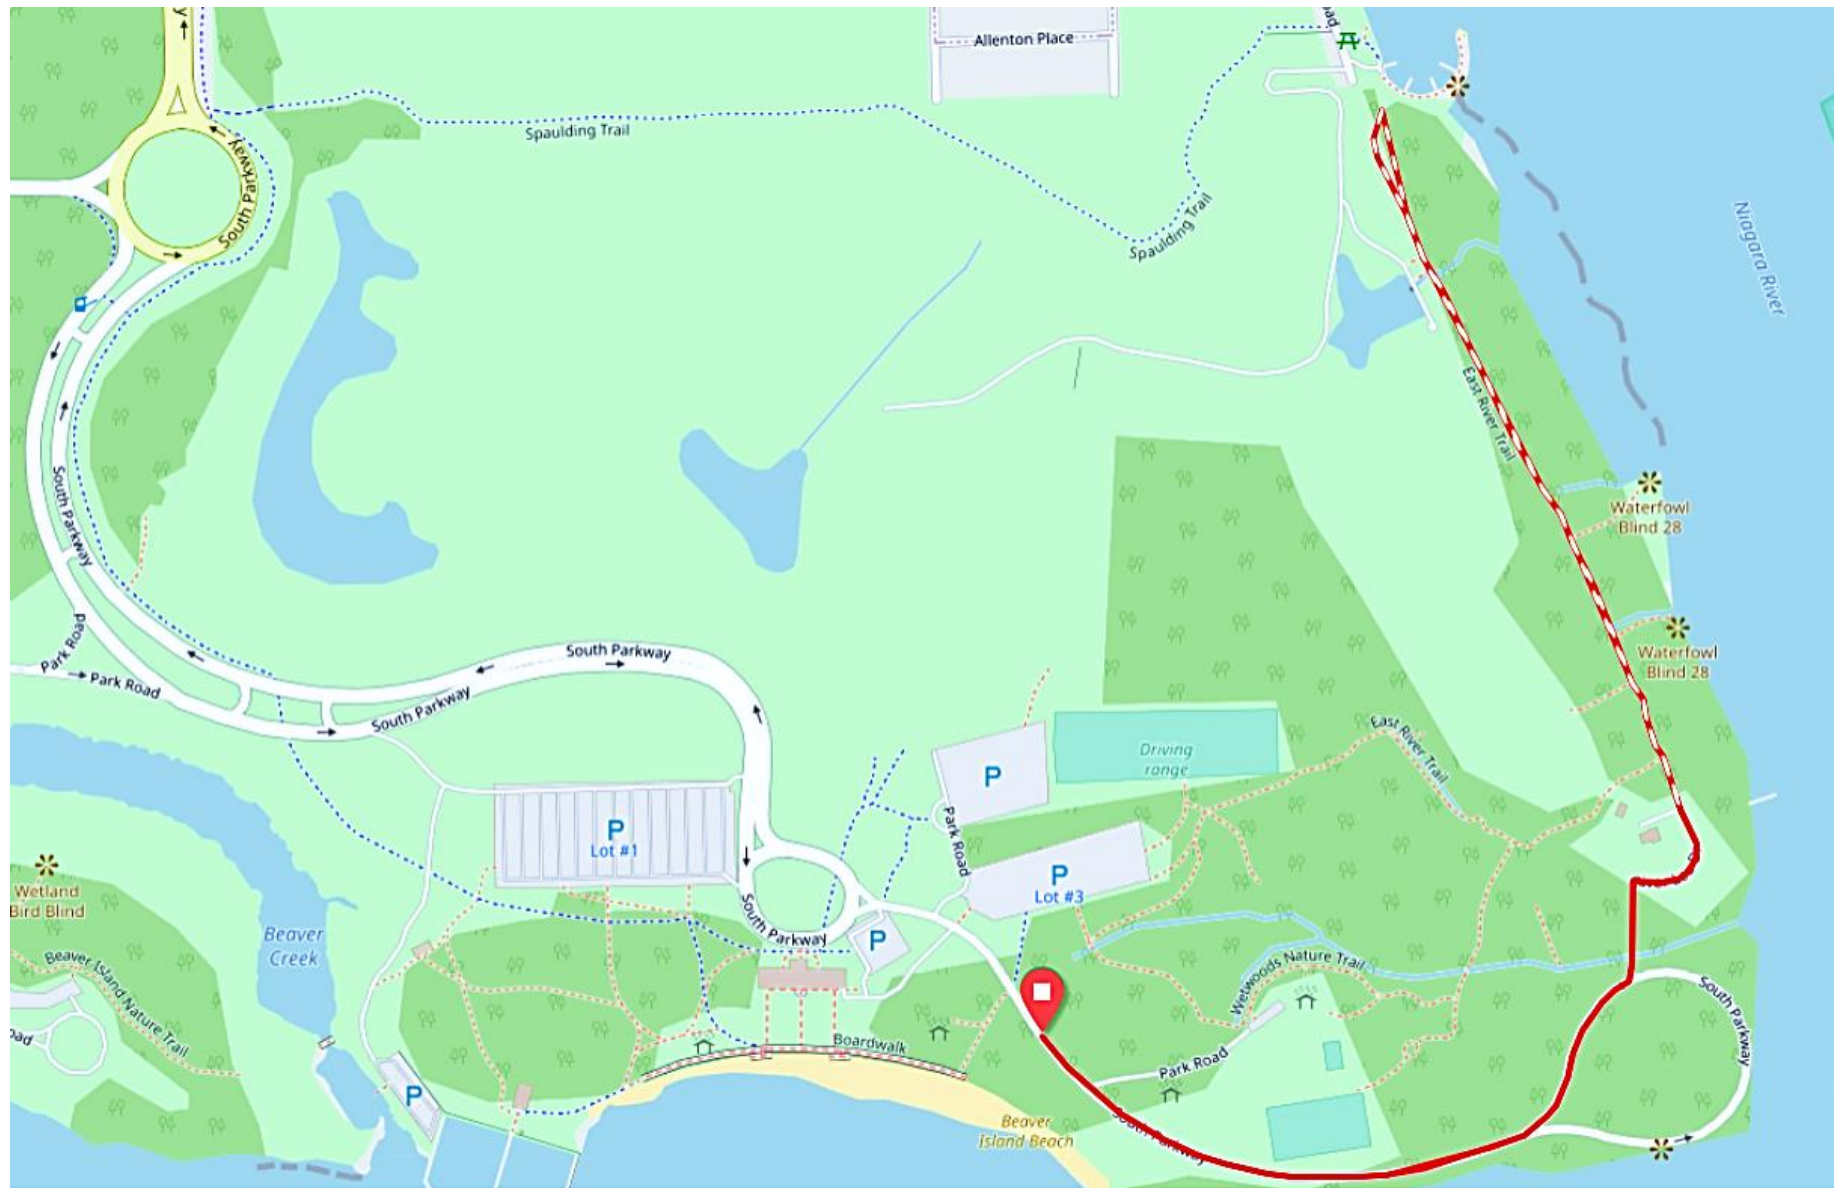 Allenton Place
Spaulding Trail
South Parkway
Spaulding Trail
Niagara River
East River Trail
South Parkway
Waterfowl
Blind 28
Waterfowl
Blind 28
Park Road
Park Road
South Parkway
South Parkway
East River Trail
Driving
range
P
P
Lot #1
Park Road
P
Lot #3
Wetland
Bird Blind
South Parkway
P
Beaver
Creek
Beaver Island Nature Trail
Wetwoods Nature Trail
South Parkway
Boardwalk
Park Road
P
Beaver
Island Beach
South Parkway